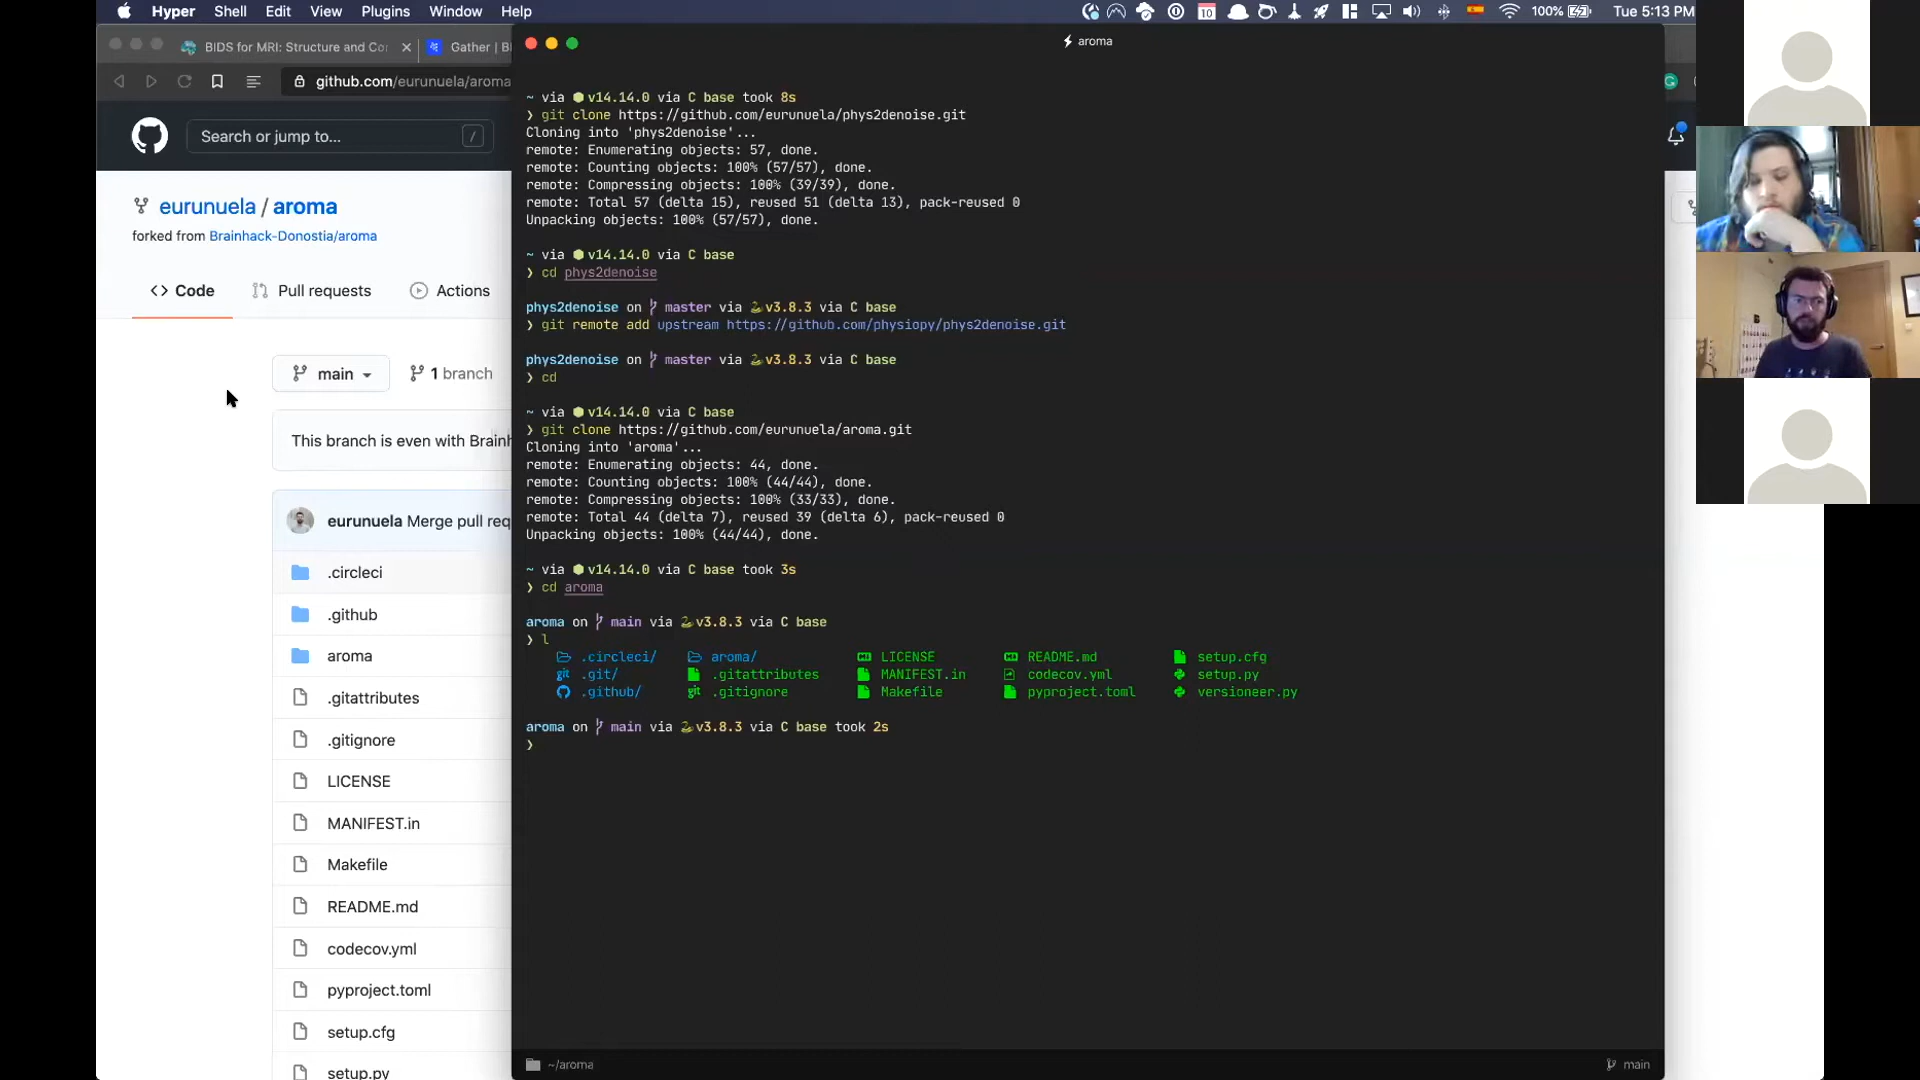 Hyper Shell Edit View Plugins Window Help
10 100% Tue 5:13 PM
BIDS for MRI: Structure and Co
Gather | B
github.com/eurunuela/aroma
Search or jump to... /
eurunuela / aroma
forked from Brainhack-Donostia/aroma
Code Pull requests Actions
main 1 branch
This branch is even with Brainh
eurunuela Merge pull req
.circleci
.github
aroma
.gitattributes
.gitignore
LICENSE
MANIFEST.in
Makefile
README.md
codecov.yml
pyproject.toml
setup.cfg
setup.py
aroma
~ via v14.14.0 via C base took 8s
❯ git clone https://github.com/eurunuela/phys2denoise.git
Cloning into 'phys2denoise'...
remote: Enumerating objects: 57, done.
remote: Counting objects: 100% (57/57), done.
remote: Compressing objects: 100% (39/39), done.
remote: Total 57 (delta 15), reused 51 (delta 13), pack-reused 0
Unpacking objects: 100% (57/57), done.
~ via v14.14.0 via C base
❯ cd phys2denoise
phys2denoise on master via v3.8.3 via C base
❯ git remote add upstream https://github.com/physiopy/phys2denoise.git
phys2denoise on master via v3.8.3 via C base
❯ cd
~ via v14.14.0 via C base
❯ git clone https://github.com/eurunuela/aroma.git
Cloning into 'aroma'...
remote: Enumerating objects: 44, done.
remote: Counting objects: 100% (44/44), done.
remote: Compressing objects: 100% (33/33), done.
remote: Total 44 (delta 7), reused 39 (delta 6), pack-reused 0
Unpacking objects: 100% (44/44), done.
~ via v14.14.0 via C base took 3s
❯ cd aroma
aroma on main via v3.8.3 via C base
❯ l
.circleci/ aroma/ LICENSE README.md setup.cfg
git .git/ .gitattributes MANIFEST.in codecov.yml setup.py
.github/ git .gitignore Makefile pyproject.toml versioneer.py
aroma on main via v3.8.3 via C base took 2s
❯
~/aroma main